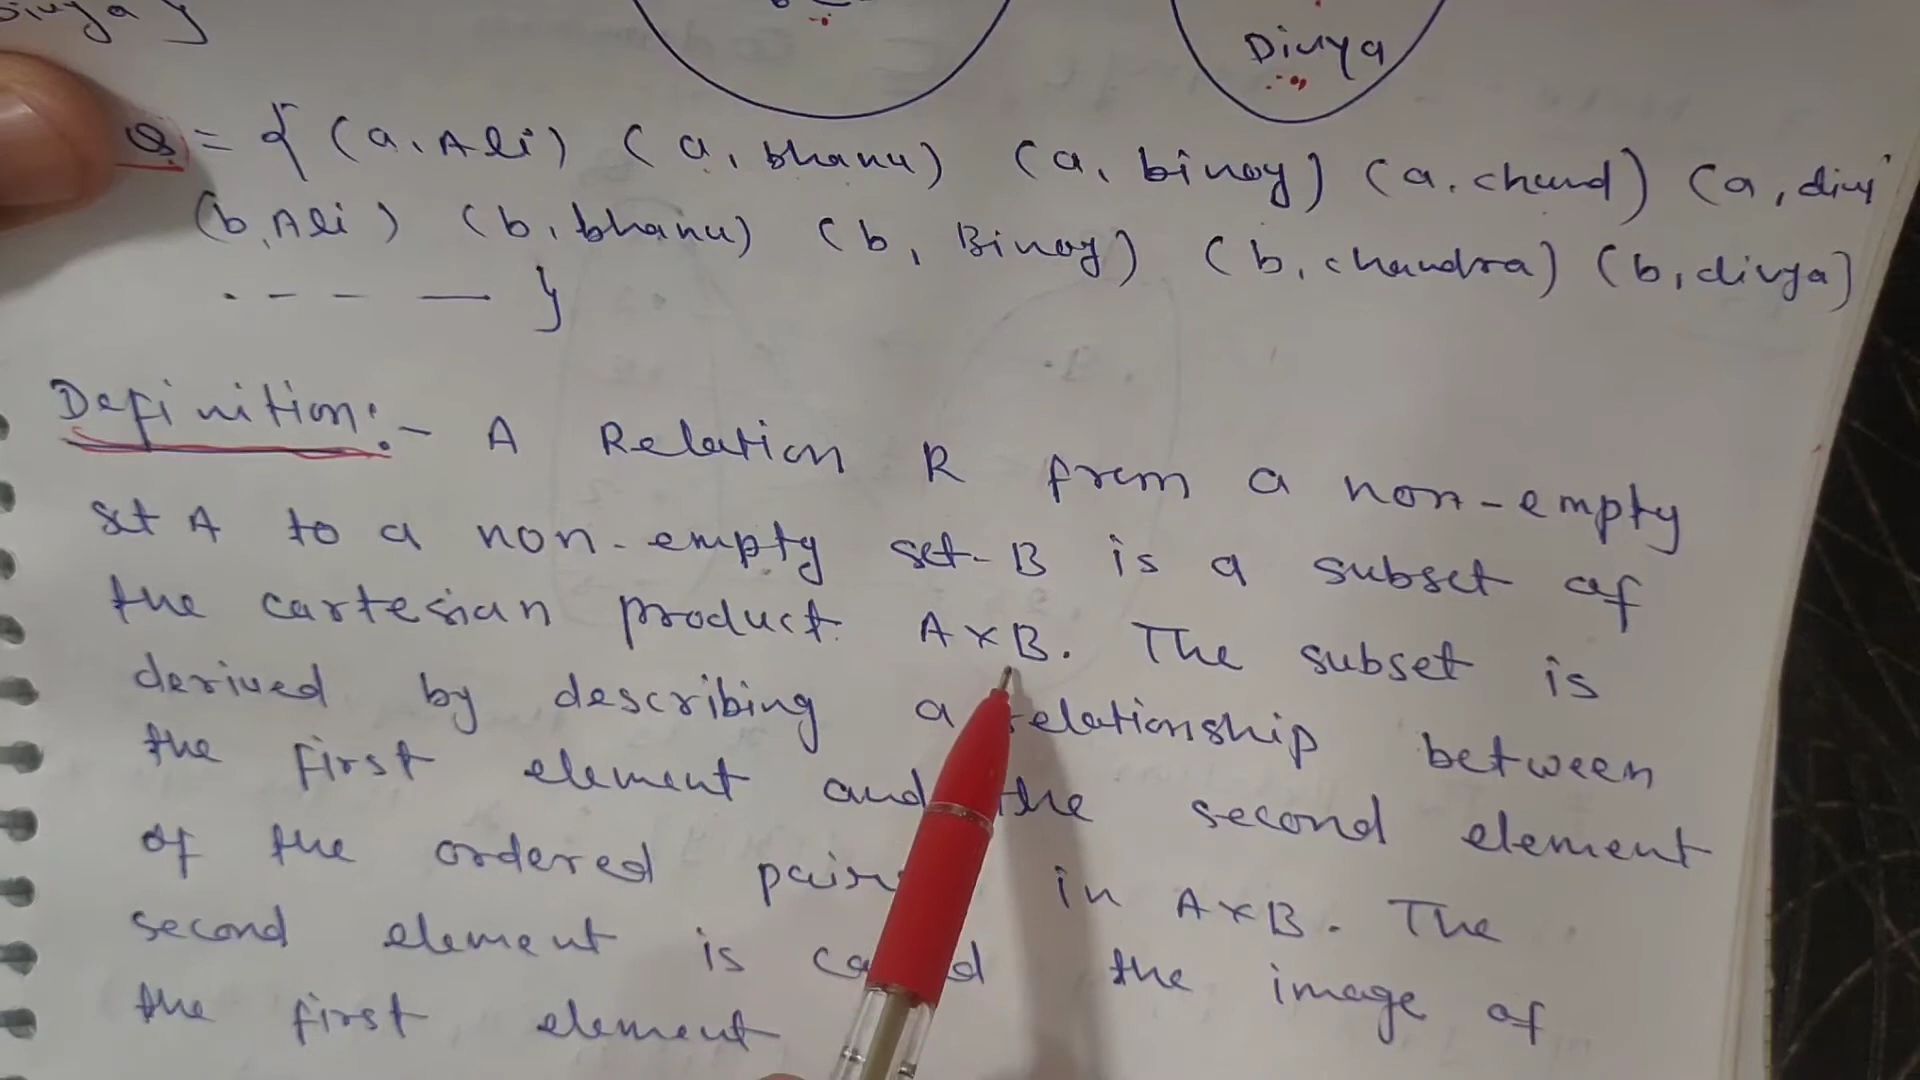 Divya }
Divya
Q = { (a, Ali) (a, bhanu) (a, binoy) (a, chand) (a, divy
(b, Ali) (b, bhanu) (b, Binoy) (b, chandra) (b, divya)
. - - - — }
Definition:- A Relation R from a non-empty
set A to a non-empty set B is a subset of
the cartesian product A×B. The subset is
derived by describing a relationship between
the first element and the second element
of the ordered pair in A×B. The
second element is the image of
the first element